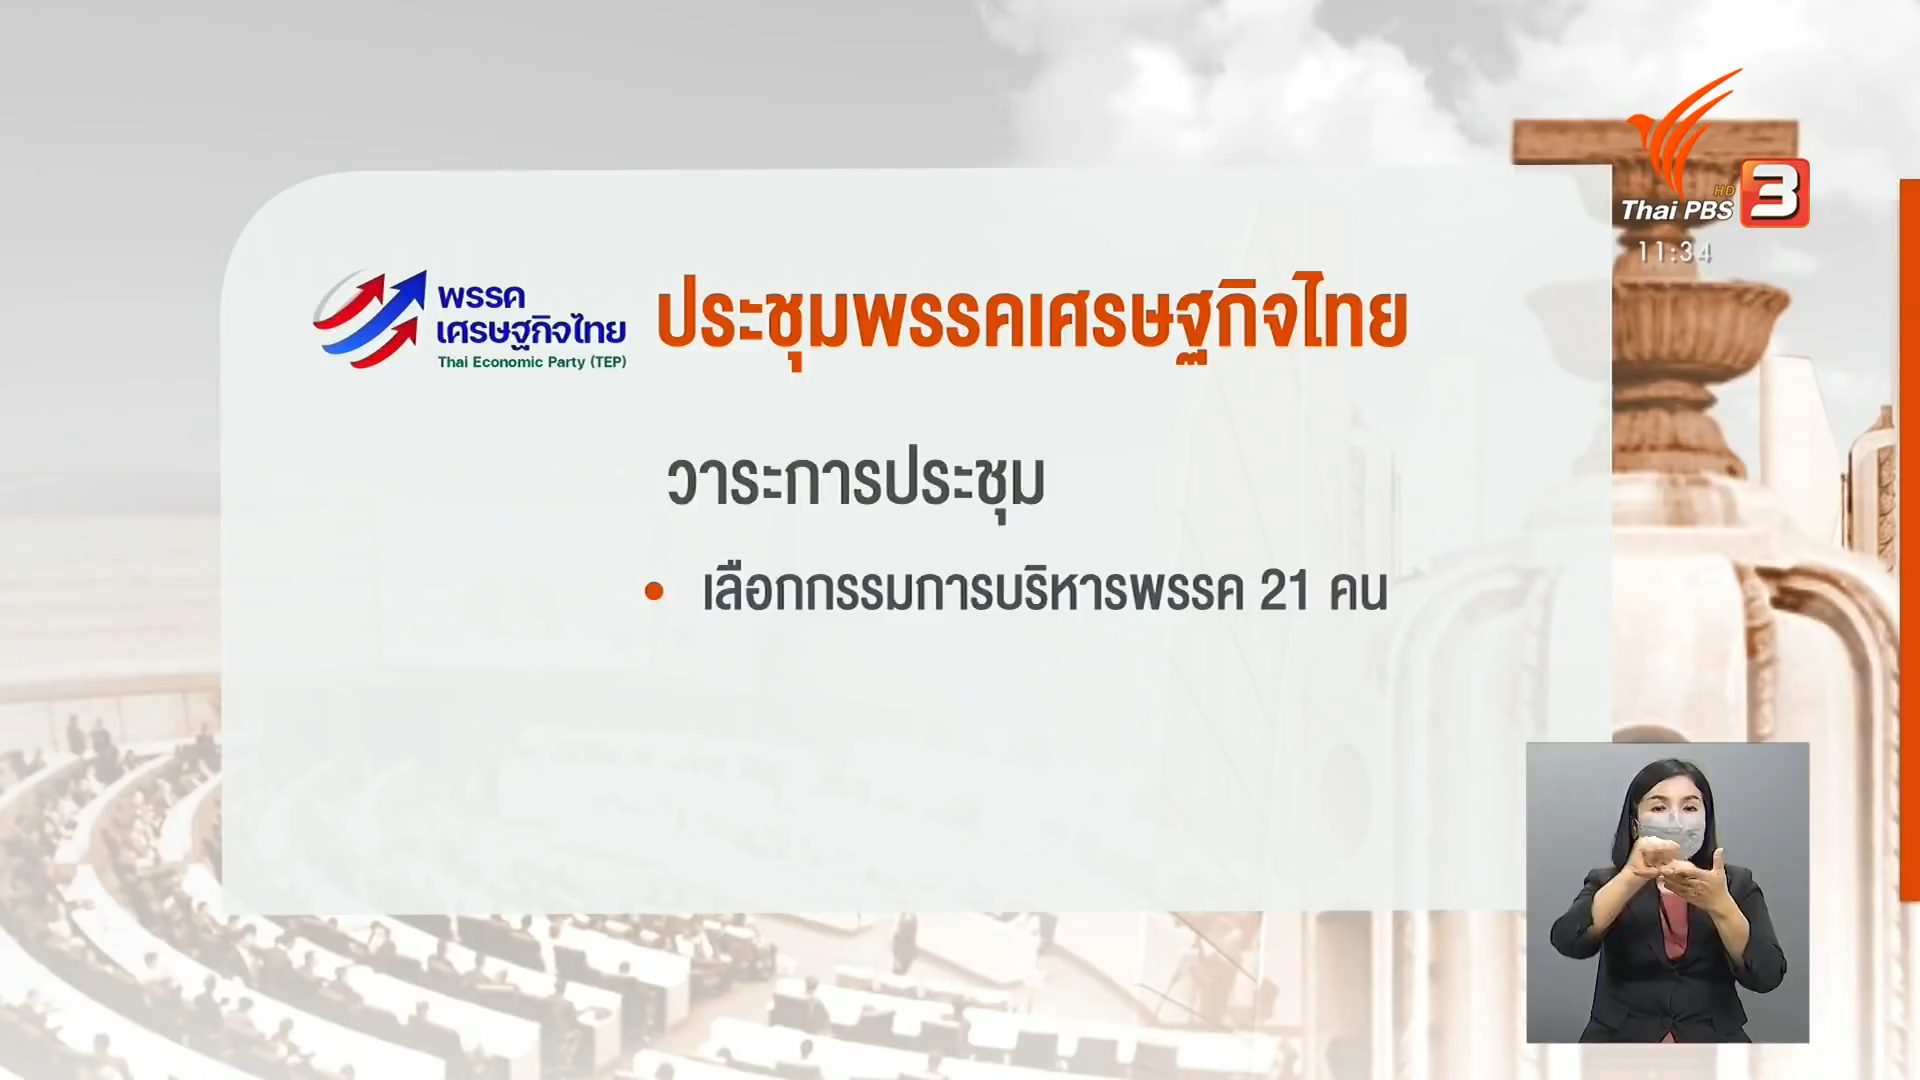 พรรค
เศรษฐกิจไทย
Thai Economic Party (TEP)
ประชุมพรรคเศรษฐกิจไทย
วาระการประชุม
• เลือกกรรมการบริหารพรรค 21 คน
HD
Thai PBS 3
11:34